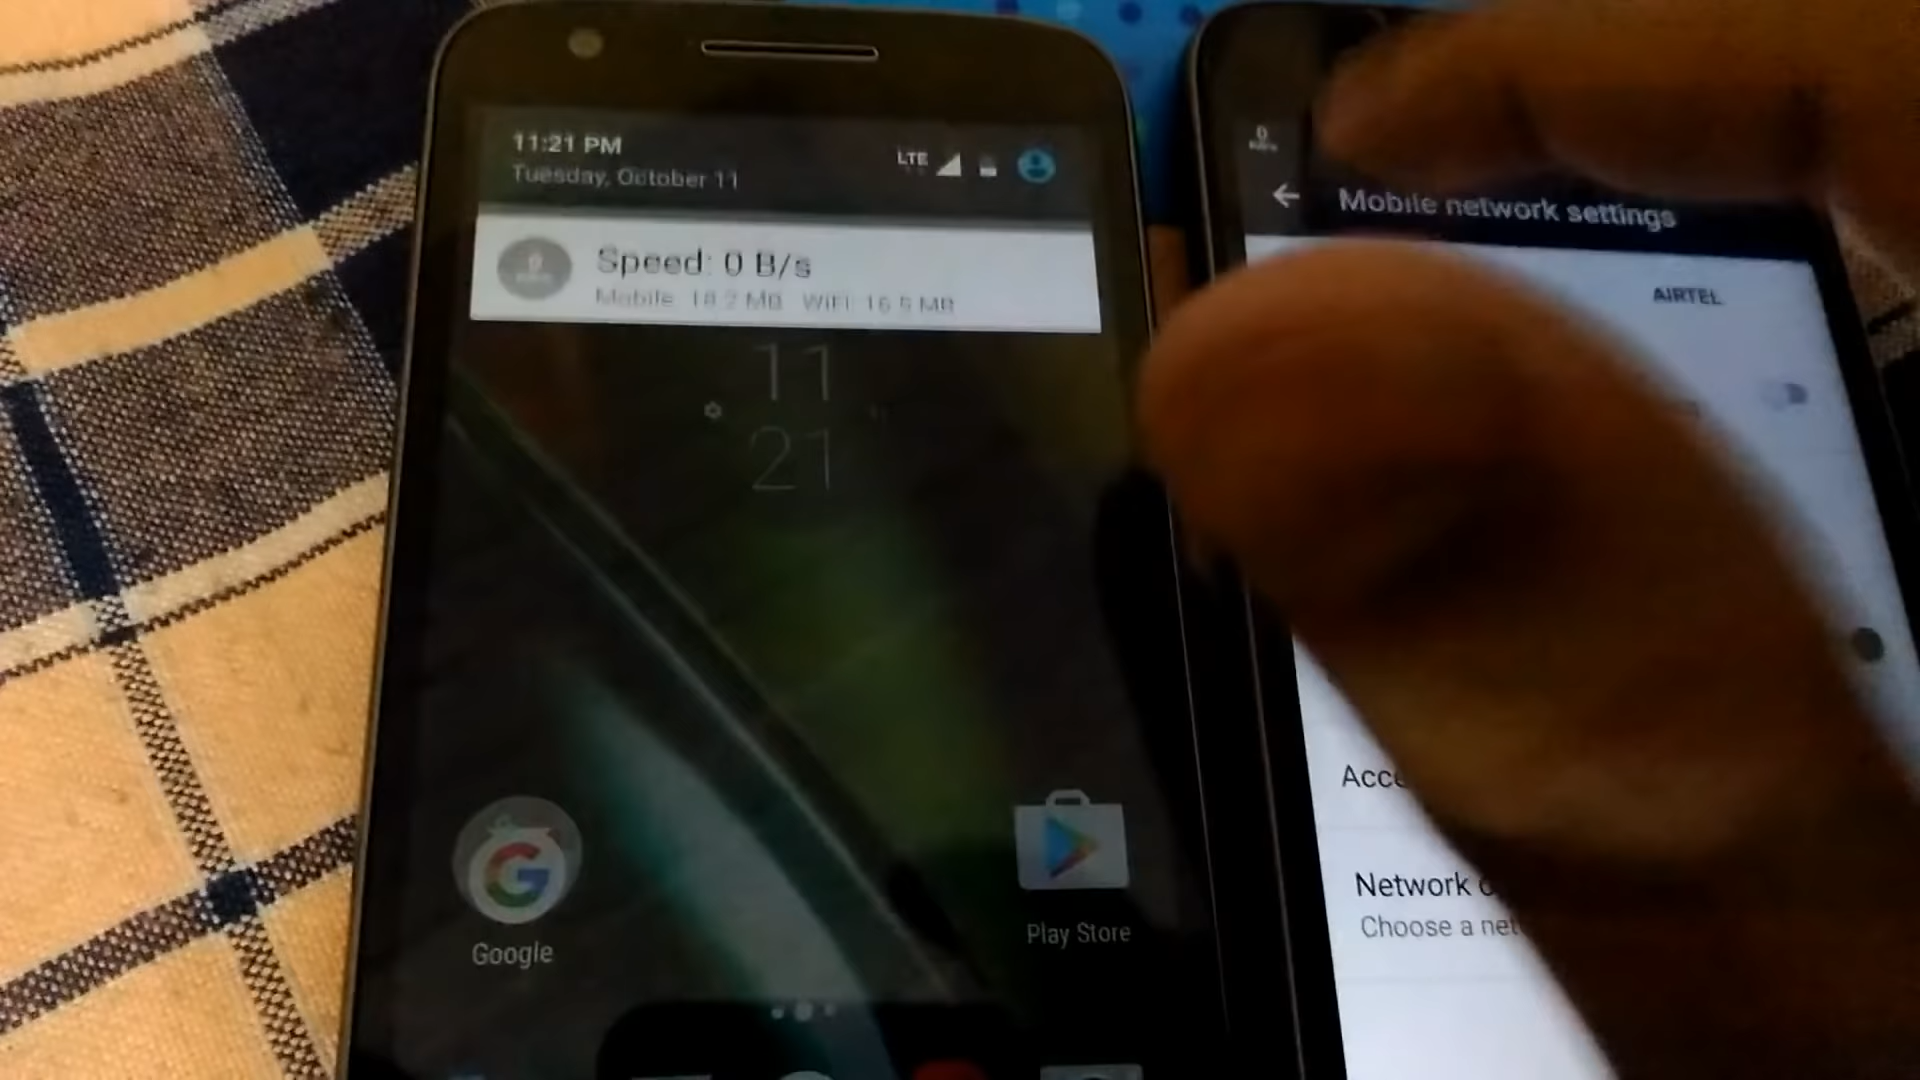 11:21 PM
Tuesday, October 11
LTE
Speed: 0 B/s
Mobile: 18.2 MB WiFi: 16.5 MB
11
21
Google
Play Store
0
Mobile network settings
AIRTEL
Acce
Network o
Choose a net